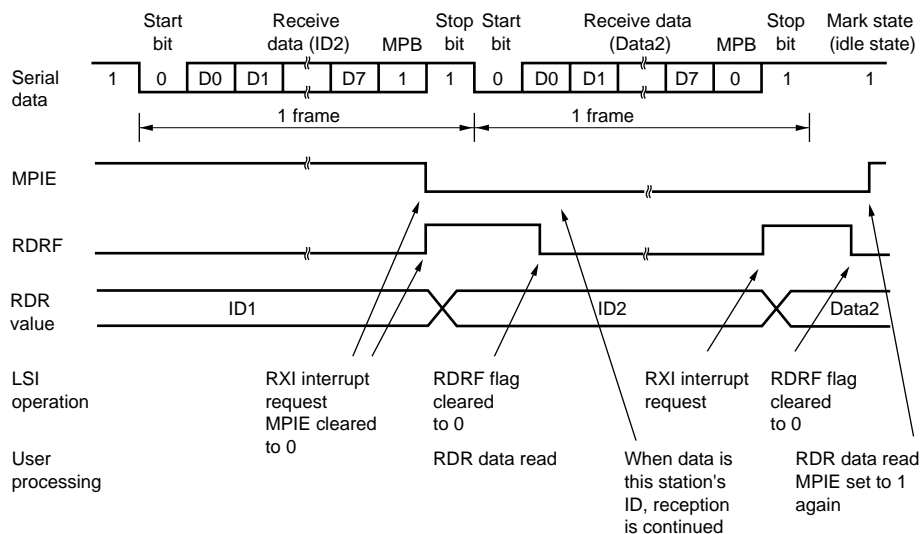 Start bit
Receive data (ID2)
MPB
Stop bit
Start bit
Receive data (Data2)
MPB
Stop bit
Mark state (idle state)
Serial data
1 0 D0 D1 D7 1 1 0 D0 D1 D7 0 1 1
1 frame 1 frame
MPIE
RDRF
RDR value
ID1 ID2 Data2
LSI operation
RXI interrupt request MPIE cleared to 0
RDRF flag cleared to 0
RXI interrupt request
RDRF flag cleared to 0
User processing
RDR data read
When data is this station's ID, reception is continued
RDR data read MPIE set to 1 again